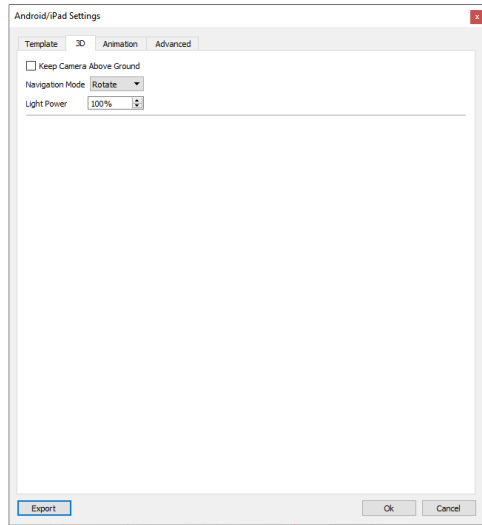 Android/iPad Settings
x
Template 3D Animation Advanced
Keep Camera Above Ground
Navigation Mode Rotate
Light Power 100%
Export Ok Cancel